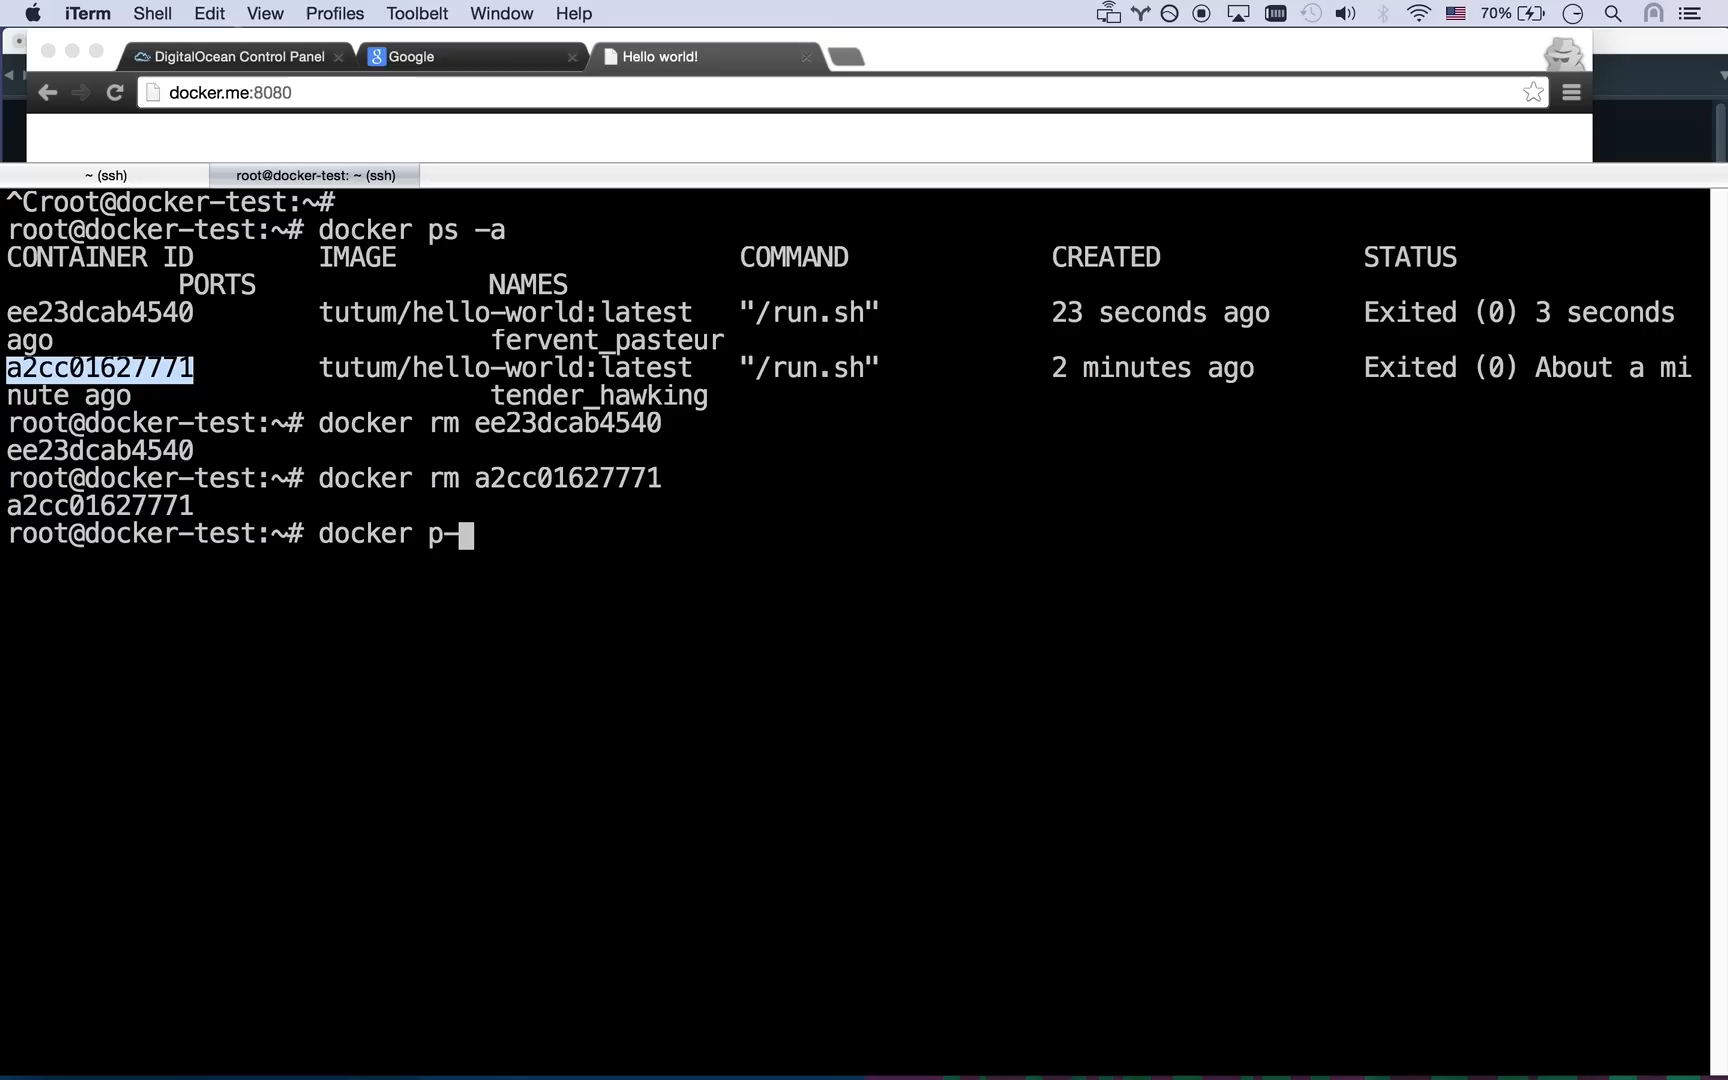 iTerm Shell Edit View Profiles Toolbelt Window Help 70%
DigitalOcean Control Panel Google Hello world!
docker.me:8080
~ (ssh) root@docker-test: ~ (ssh)
^Croot@docker-test:~#
root@docker-test:~# docker ps -a
CONTAINER ID IMAGE COMMAND CREATED STATUS
PORTS NAMES
ee23dcab4540 tutum/hello-world:latest "/run.sh" 23 seconds ago Exited (0) 3 seconds
ago fervent_pasteur
a2cc01627771 tutum/hello-world:latest "/run.sh" 2 minutes ago Exited (0) About a mi
nute ago tender_hawking
root@docker-test:~# docker rm ee23dcab4540
ee23dcab4540
root@docker-test:~# docker rm a2cc01627771
a2cc01627771
root@docker-test:~# docker p-